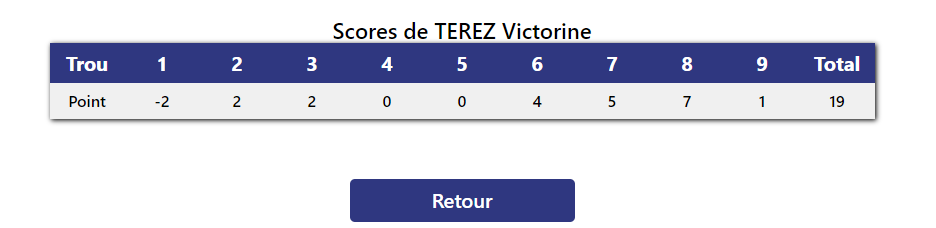 Scores de TEREZ Victorine
Trou 1 2 3 4 5 6 7 8 9 Total
Point -2 2 2 0 0 4 5 7 1 19
Retour